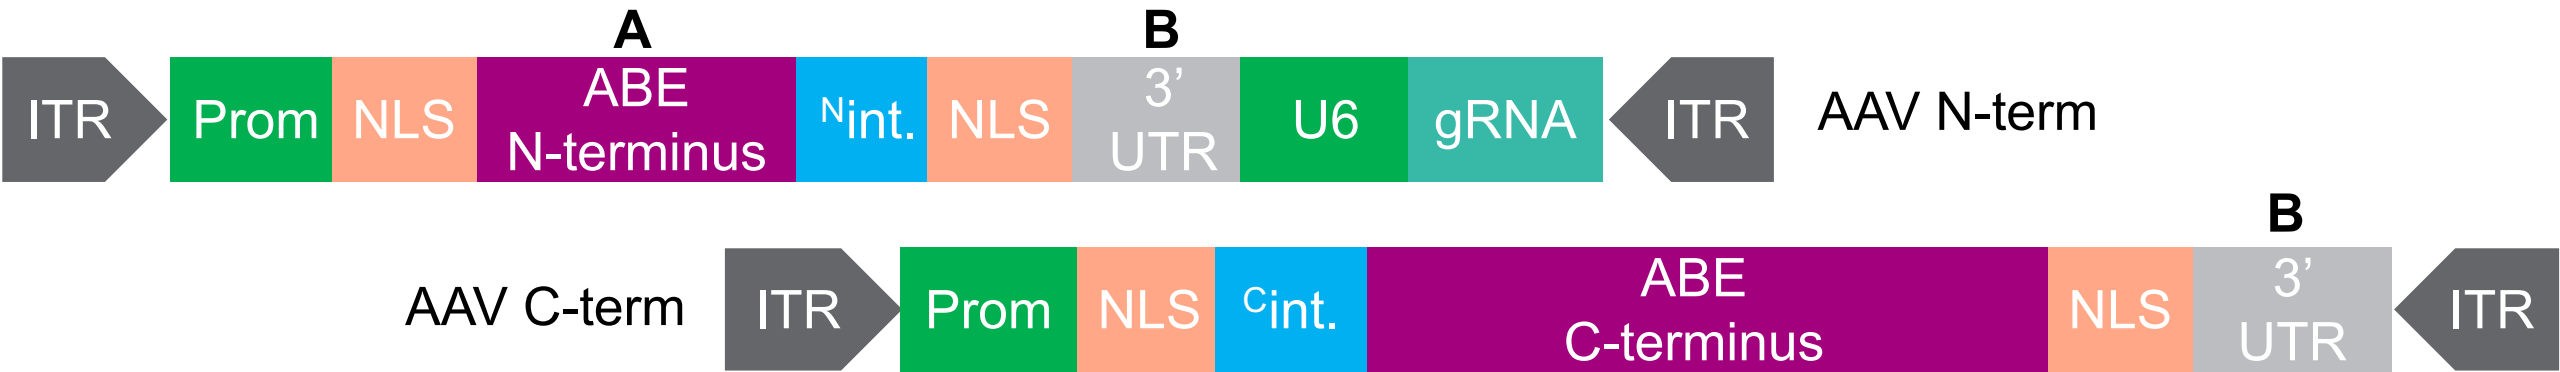 A B
ITR Prom NLS ABE N-terminus Nint. NLS 3’ UTR U6 gRNA ITR AAV N-term
B
AAV C-term ITR Prom NLS Cint. ABE C-terminus NLS 3’ UTR ITR